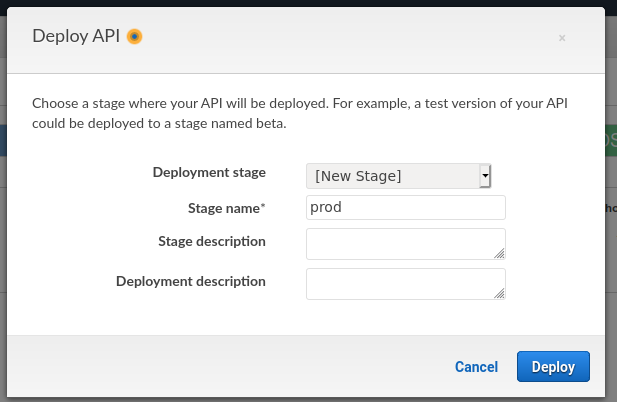 Deploy API
×
Choose a stage where your API will be deployed. For example, a test version of your API
could be deployed to a stage named beta.
Deployment stage [New Stage]
Stage name* prod
Stage description
Deployment description
Cancel Deploy